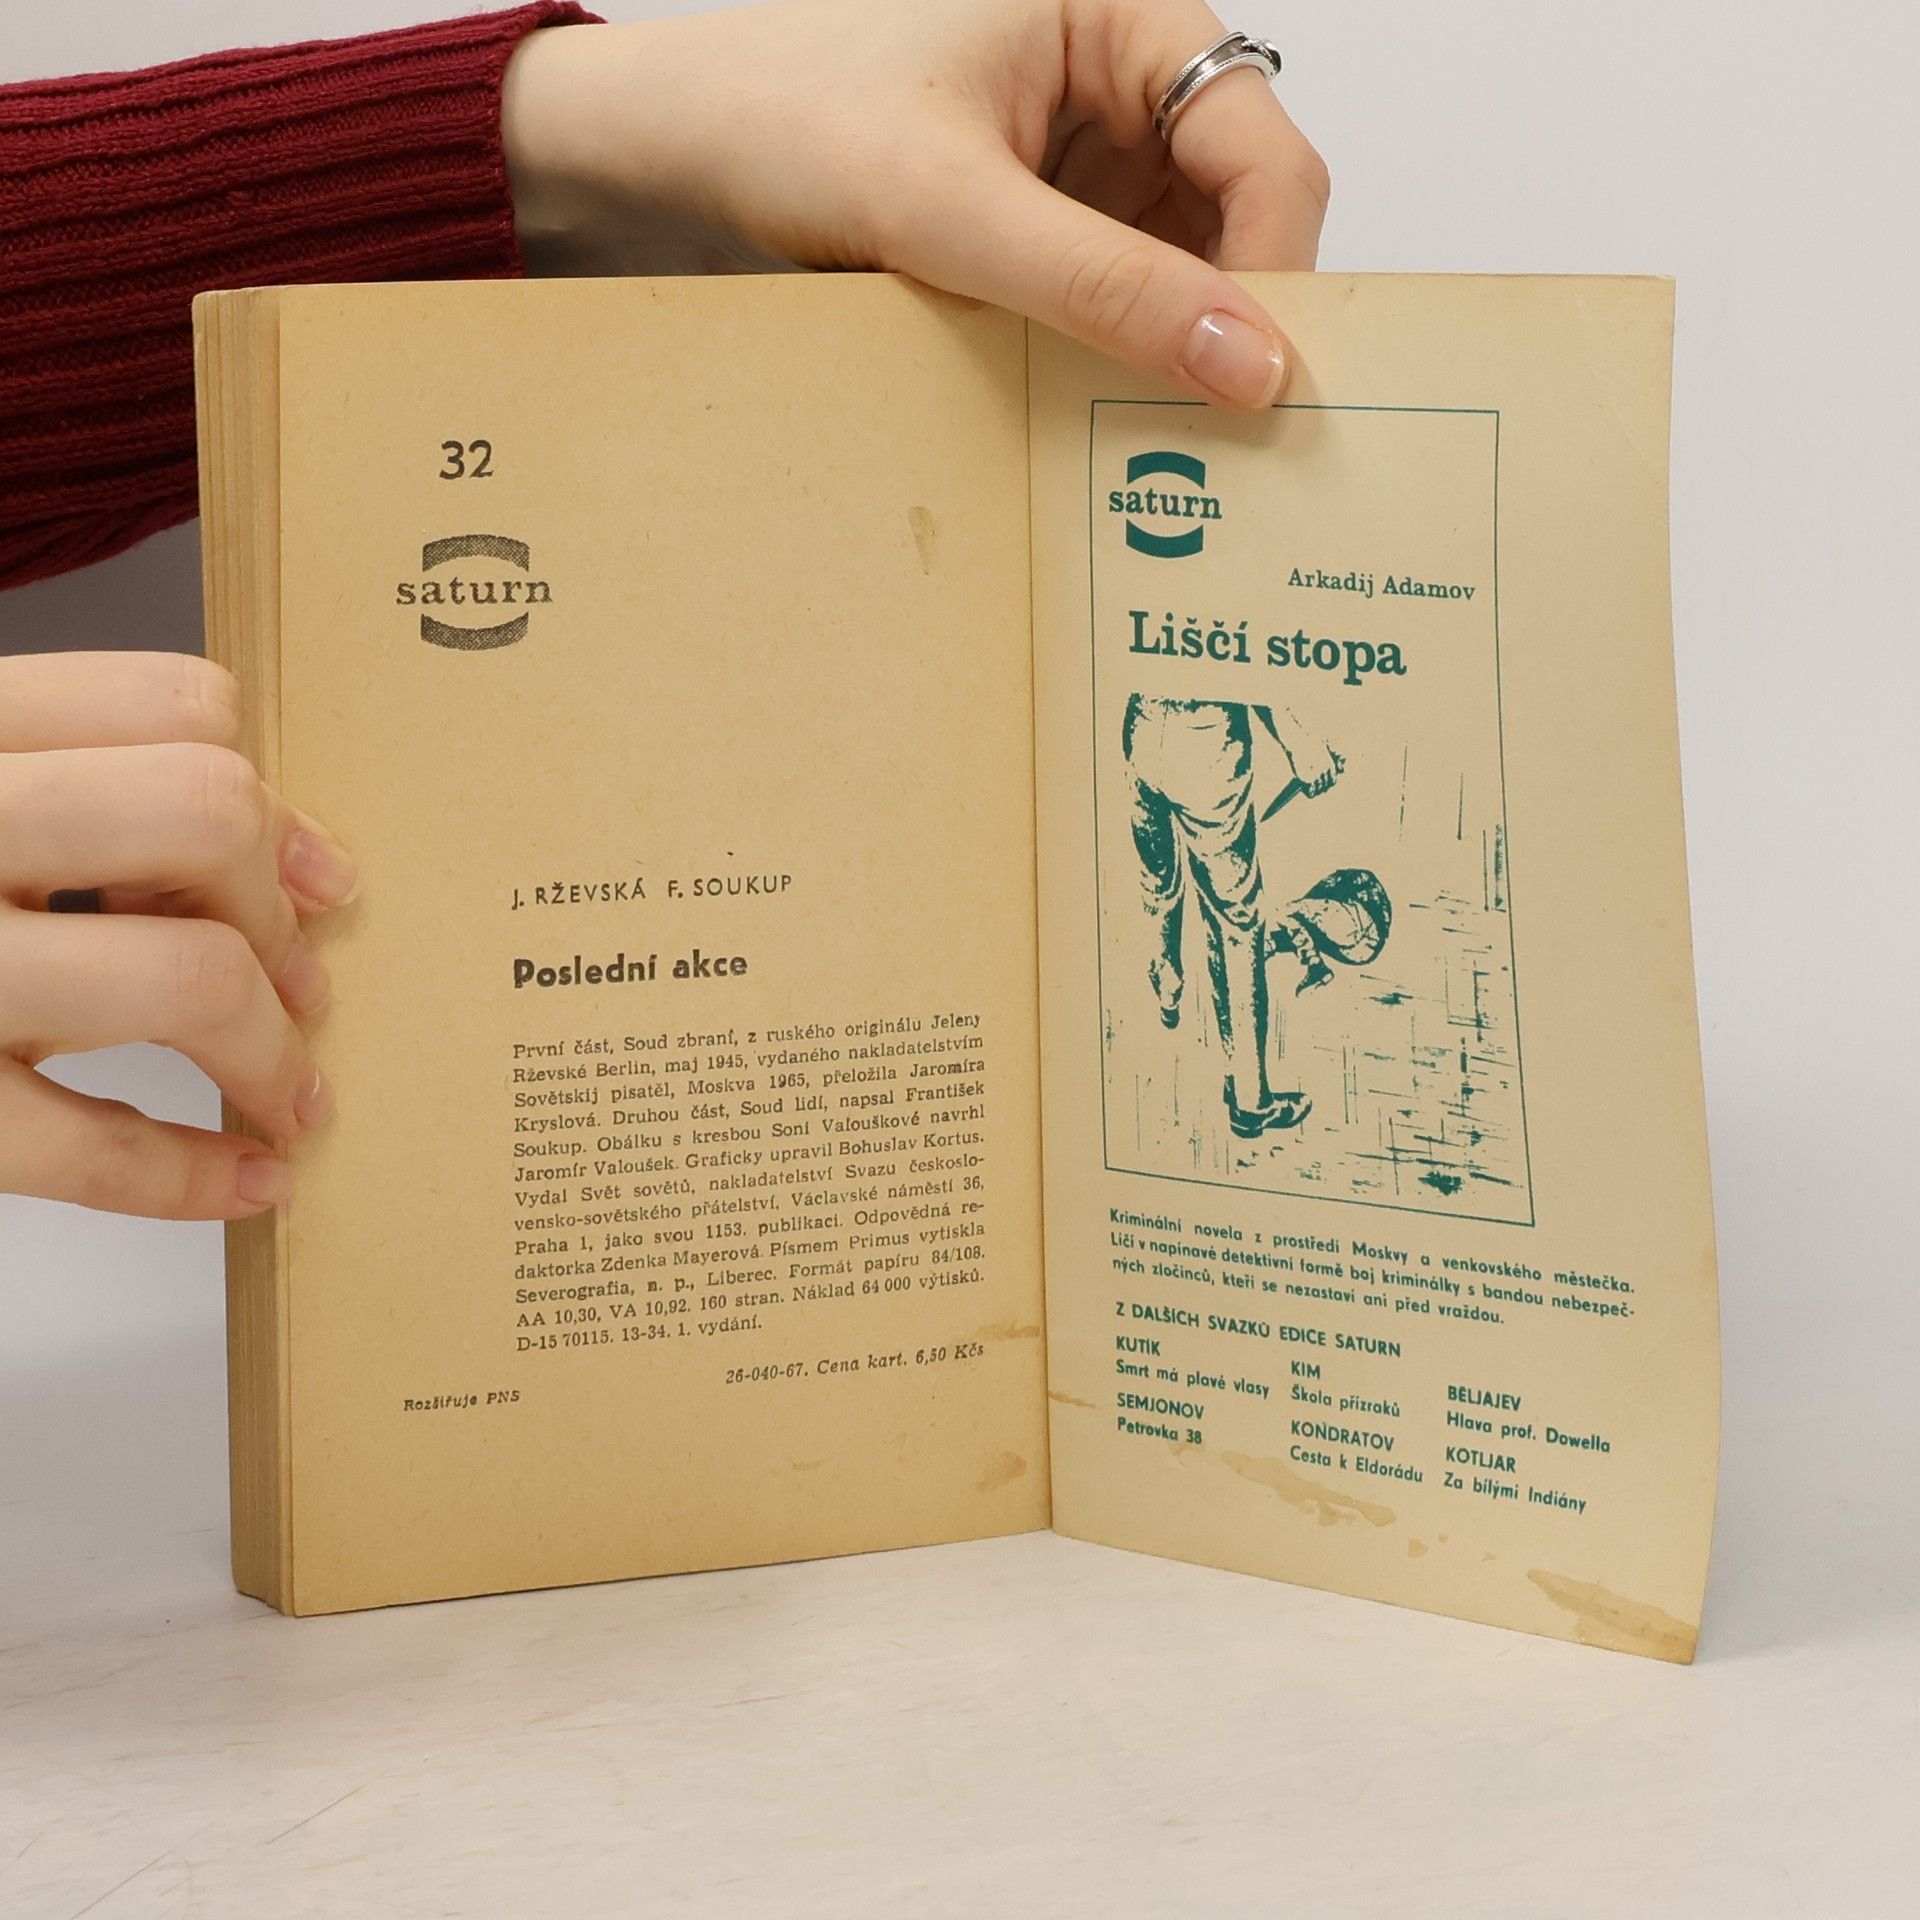 32
saturn
J. RŽEVSKÁ F. SOUKUP
Poslední akce
První část, Soud zbraní, z ruského originálu Jeleny
Rževské Berlin, maj 1945, vydaného nakladatelstvím
Sovětskij pisatěl, Moskva 1965, přeložila Jaromíra
Kryslová. Druhou část, Soud lidí, napsal František
Soukup. Obálku s kresbou Soni Valouškové navrhl
Jaromír Valoušek. Graficky upravil Bohuslav Kortus.
Vydal Svět sovětů, nakladatelství Svazu českoslo-
vensko-sovětského přátelství, Václavské náměstí 36,
Praha 1, jako svou 1153. publikaci. Odpovědná re-
daktorka Zdenka Mayerová. Písmem Primus vytiskla
Severografia, n. p., Liberec. Formát papíru 84/108.
AA 10,30, VA 10,92. 160 stran. Náklad 64 000 výtisků.
D-15 70115. 13-34. 1. vydání.
26-040-67. Cena kart. 6,50 Kčs
Rozšiřuje PNS
saturn
Arkadij Adamov
Liščí stopa
Kriminální novela z prostředí Moskvy a venkovského městečka.
Líčí v napínavé detektivní formě boj kriminálky s bandou nebezpeč-
ných zločinců, kteří se nezastaví ani před vraždou.
Z DALŠÍCH SVAZKŮ EDICE SATURN
KUTÍK
Smrt má plavé vlasy
SEMJONOV
Petrovka 38
KIM
Škola přízraků
KONDRATOV
Cesta k Eldorádu
BĚLJAJEV
Hlava prof. Dowella
KOTLJAR
Za bílými Indiány